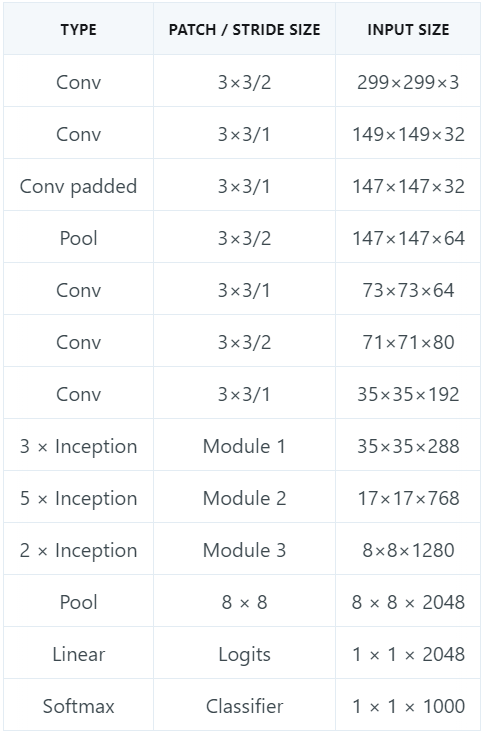 TYPE PATCH / STRIDE SIZE INPUT SIZE
Conv 3×3/2 299×299×3
Conv 3×3/1 149×149×32
Conv padded 3×3/1 147×147×32
Pool 3×3/2 147×147×64
Conv 3×3/1 73×73×64
Conv 3×3/2 71×71×80
Conv 3×3/1 35×35×192
3 × Inception Module 1 35×35×288
5 × Inception Module 2 17×17×768
2 × Inception Module 3 8×8×1280
Pool 8 × 8 8 × 8 × 2048
Linear Logits 1 × 1 × 2048
Softmax Classifier 1 × 1 × 1000